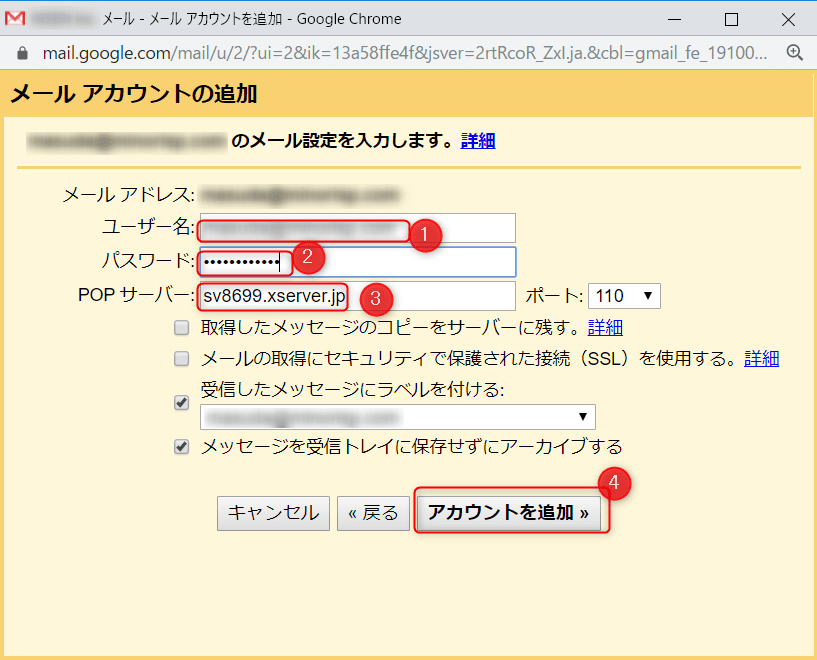 メール - メール アカウントを追加 - Google Chrome
mail.google.com/mail/u/2/?ui=2&ik=13a58ffe4f&jsver=2rtRcoR_ZxI.ja.&cbl=gmail_fe_19100...
メール アカウントの追加
のメール設定を入力します。詳細
メール アドレス:
ユーザー名: 1
パスワード: •••••••••••• 2
POP サーバー: sv8699.xserver.jp 3 ポート: 110
取得したメッセージのコピーをサーバーに残す。詳細
メールの取得にセキュリティで保護された接続（SSL）を使用する。詳細
受信したメッセージにラベルを付ける:
メッセージを受信トレイに保存せずにアーカイブする
キャンセル « 戻る アカウントを追加 » 4